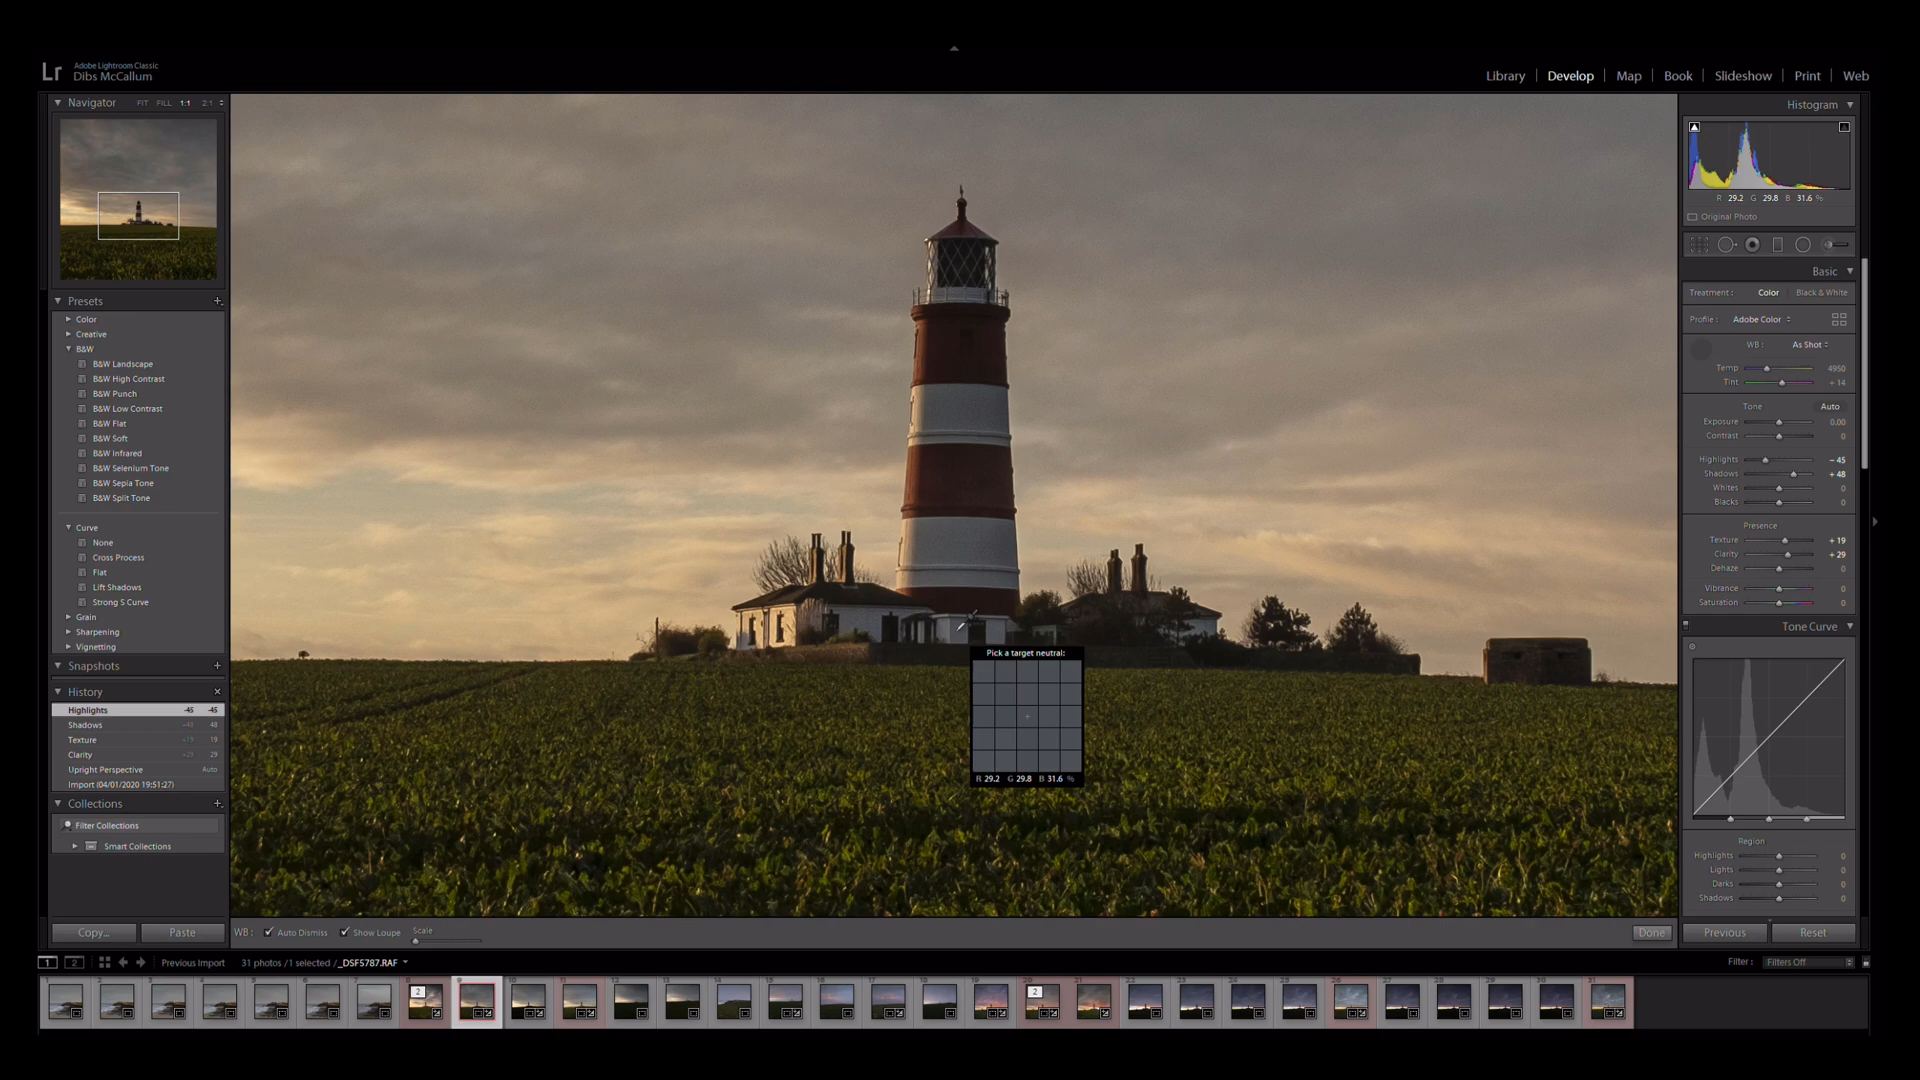 Lr
Adobe Lightroom Classic
Dibs McCallum
Library | Develop | Map | Book | Slideshow | Print | Web
Navigator FIT FILL 1:1 2:1
Presets
Color
Creative
B&W
B&W Landscape
B&W High Contrast
B&W Punch
B&W Low Contrast
B&W Flat
B&W Soft
B&W Infrared
B&W Selenium Tone
B&W Sepia Tone
B&W Split Tone
Curve
None
Cross Process
Flat
Lift Shadows
Strong S Curve
Grain
Sharpening
Vignetting
Snapshots
History
Highlights -45 -45
Shadows 48
Texture 19
Clarity 29
Upright Perspective Auto
Import (04/01/2020 19:51:27)
Collections
Filter Collections
Smart Collections
Copy... Paste
Pick a target neutral:
R 29.2 G 29.8 B 31.6 %
WB : Auto Dismiss Show Loupe Scale
Done
Histogram
R 29.2 G 29.8 B 31.6 %
Original Photo
Basic
Treatment : Color Black & White
Profile : Adobe Color
WB : As Shot
Temp 4950
Tint + 14
Tone Auto
Exposure 0.00
Contrast 0
Highlights - 45
Shadows + 48
Whites 0
Blacks 0
Presence
Texture + 19
Clarity + 29
Dehaze 0
Vibrance 0
Saturation 0
Tone Curve
Region
Highlights 0
Lights 0
Darks 0
Shadows 0
Previous Reset
1 2 Previous Import 31 photos /1 selected /_DSF5787.RAF
Filter : Filters Off
2
2